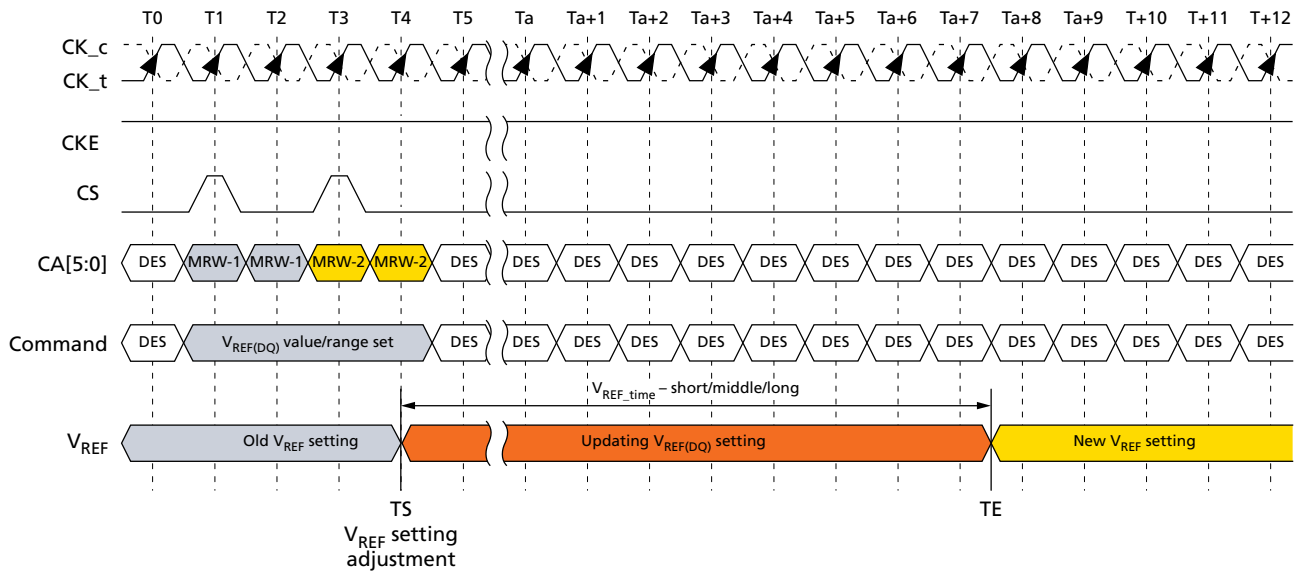 T0 T1 T2 T3 T4 T5 Ta Ta+1 Ta+2 Ta+3 Ta+4 Ta+5 Ta+6 Ta+7 Ta+8 Ta+9 T+10 T+11 T+12
CK_c
CK_t
CKE
CS
CA[5:0] DES MRW-1 MRW-1 MRW-2 MRW-2 DES DES DES DES DES DES DES DES DES DES DES DES DES DES
Command DES VREF(DQ) value/range set DES DES DES DES DES DES DES DES DES DES DES DES DES DES
VREF_time – short/middle/long
VREF Old VREF setting Updating VREF(DQ) setting New VREF setting
TS TE
VREF setting
adjustment